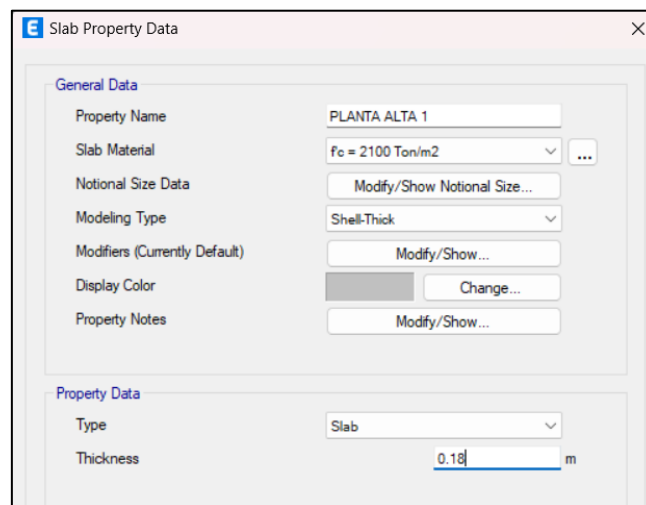 E Slab Property Data
General Data
Property Name PLANTA ALTA 1
Slab Material f'c = 2100 Ton/m2 ...
Notional Size Data Modify/Show Notional Size...
Modeling Type Shell-Thick
Modifiers (Currently Default) Modify/Show...
Display Color Change...
Property Notes Modify/Show...
Property Data
Type Slab
Thickness 0.18 m